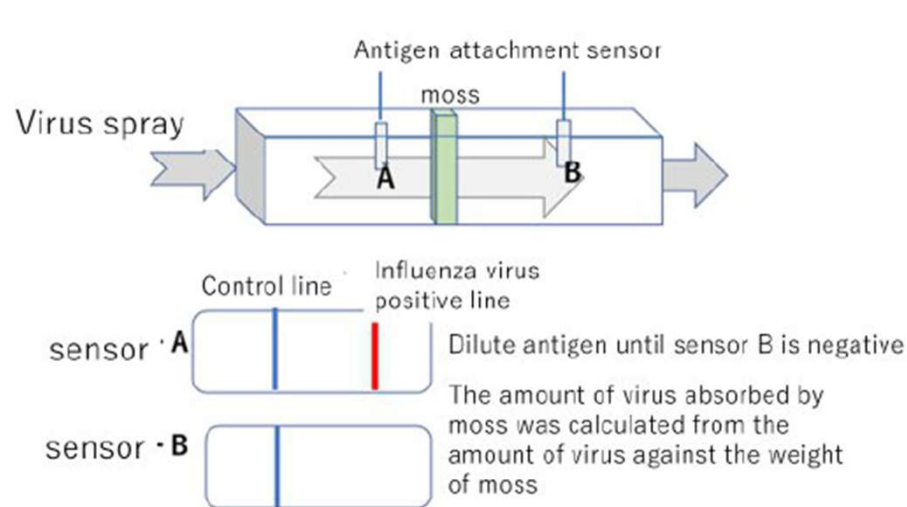 Antigen attachment sensor
moss
Virus spray
A
B
Control line
Influenza virus
positive line
sensor · A
Dilute antigen until sensor B is negative
The amount of virus absorbed by
moss was calculated from the
amount of virus against the weight
of moss
sensor · B